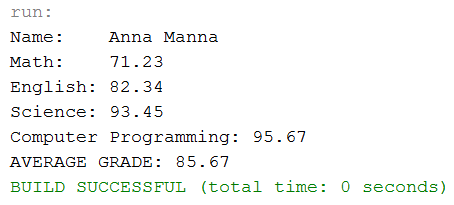 run:
Name:    Anna Manna
Math:    71.23
English: 82.34
Science: 93.45
Computer Programming: 95.67
AVERAGE GRADE: 85.67
BUILD SUCCESSFUL (total time: 0 seconds)